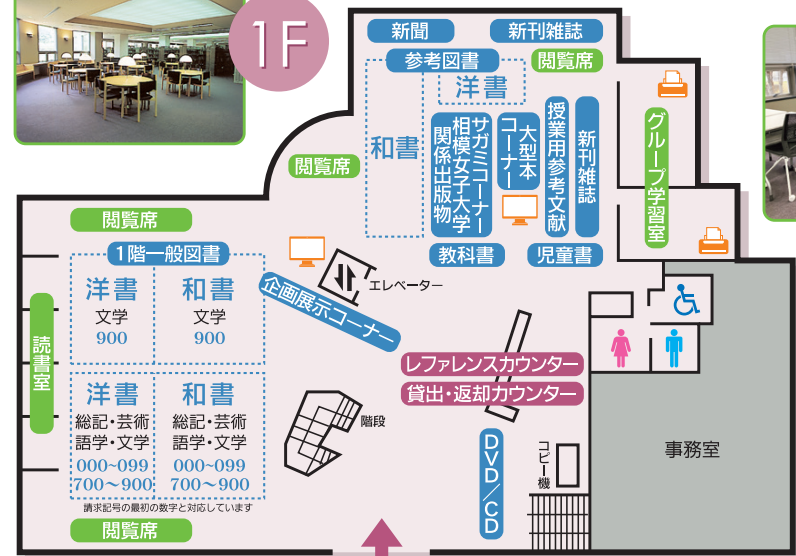 1F
新聞
新刊雑誌
参考図書
閲覧席
洋書
和書
サガミコーナー
相模女子大学
関係出版物
大型本
コーナー
授業用参考文献
新刊雑誌
グループ学習室
閲覧席
教科書
児童書
閲覧席
1階一般図書
洋書
文学
900
和書
文学
900
エレベーター
企画展示コーナー
読書室
洋書
総記・芸術
語学・文学
000~099
700～900
和書
総記・芸術
語学・文学
000~099
700～900
請求記号の最初の数字と対応しています
閲覧席
階段
レファレンスカウンター
貸出・返却カウンター
DVD／CD
コピー機
事務室